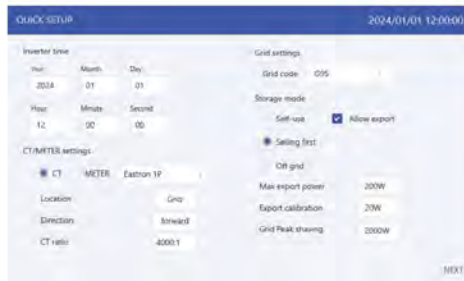 QUICK SETUP
2024/01/01 12:00:00
Inverter time
Year Month Day
2024 01 01
Hour Minute Second
12 00 00
CT/METER settings
CT METER Eastron 1P
Location Grid
Direction forward
CT ratio 4000:1
Grid settings
Grid code G95
Storage mode
Self-use Allow export
Selling first
Off grid
Max export power 200W
Export calibration 20W
Grid Peak shaving 2000W
NEXT